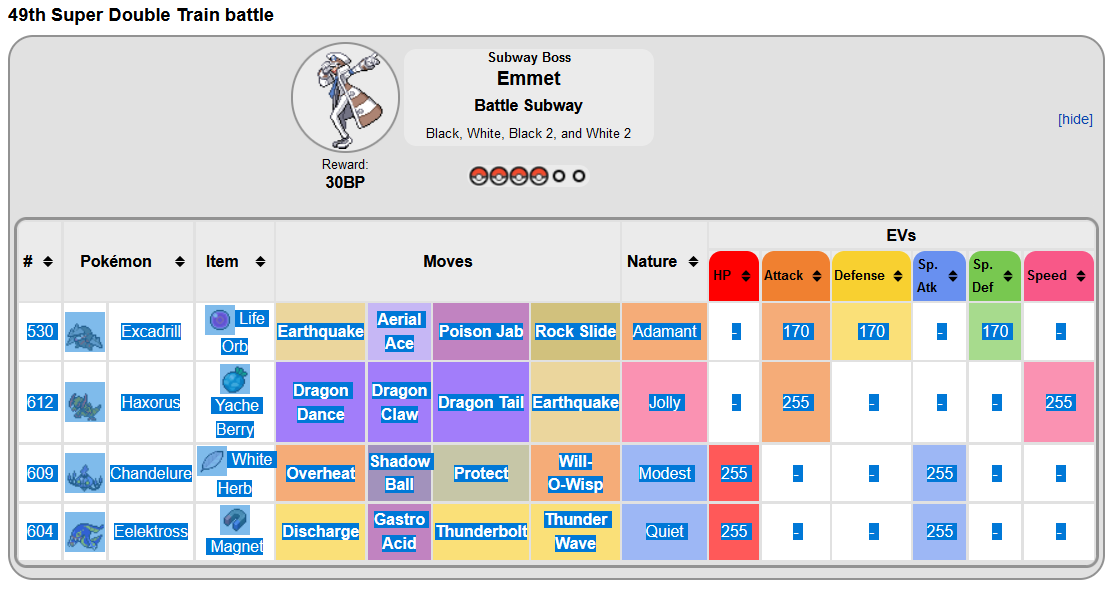 49th Super Double Train battle
Subway Boss
Emmet
Battle Subway
Black, White, Black 2, and White 2
[hide]
Reward:
30BP
# Pokémon Item Moves Nature EVs
HP Attack Defense Sp. Atk Sp. Def Speed
530 Excadrill Life Orb Earthquake Aerial Ace Poison Jab Rock Slide Adamant - 170 170 - 170 -
612 Haxorus Yache Berry Dragon Dance Dragon Claw Dragon Tail Earthquake Jolly - 255 - - - 255
609 Chandelure White Herb Overheat Shadow Ball Protect Will-O-Wisp Modest 255 - - 255 - -
604 Eelektross Magnet Discharge Gastro Acid Thunderbolt Thunder Wave Quiet 255 - - 255 - -